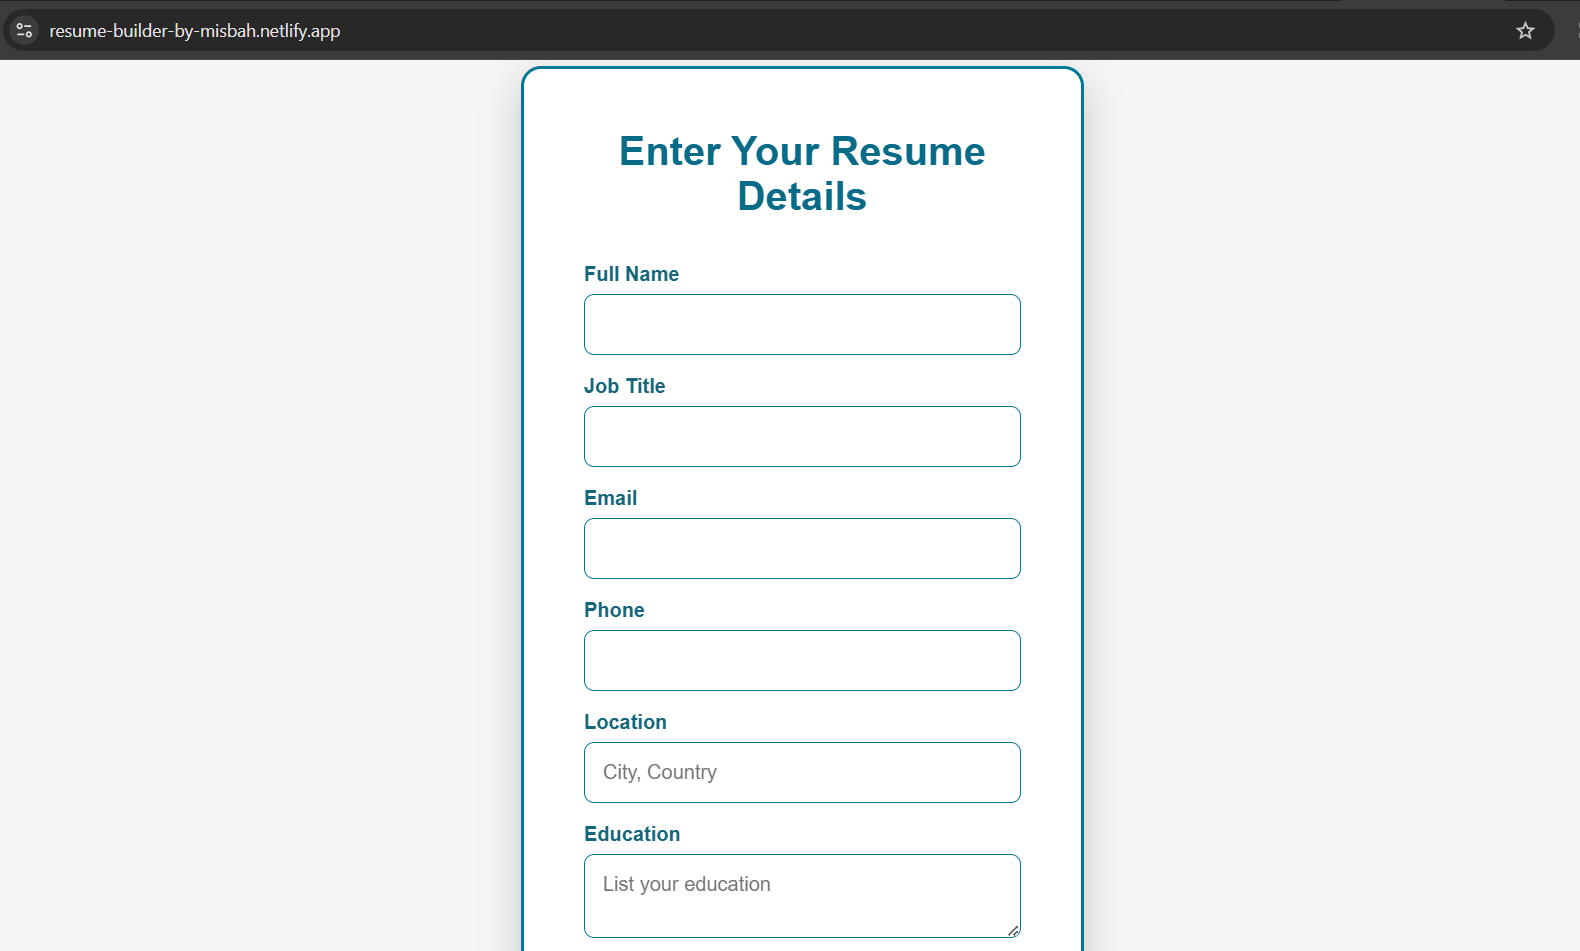 resume-builder-by-misbah.netlify.app
Enter Your Resume
Details
Full Name
Job Title
Email
Phone
Location
City, Country
Education
List your education